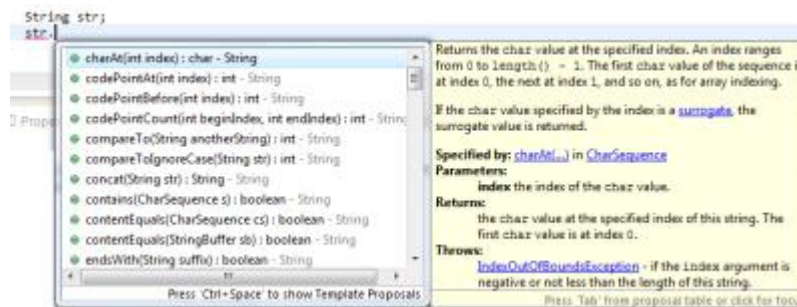 String str;
str.
charAt(int index) : char - String
codePointAt(int index) : int - String
codePointBefore(int index) : int - String
codePointCount(int beginIndex, int endIndex) : int - String
compareTo(String anotherString) : int - String
compareToIgnoreCase(String str) : int - String
concat(String str) : String - String
contains(CharSequence s) : boolean - String
contentEquals(CharSequence cs) : boolean - String
contentEquals(StringBuffer sb) : boolean - String
endsWith(String suffix) : boolean - String
Press 'Ctrl+Space' to show Template Proposals
Returns the char value at the specified index. An index ranges
from 0 to length() - 1. The first char value of the sequence i
at index 0, the next at index 1, and so on, as for array indexing.
If the char value specified by the index is a surrogate, the
surrogate value is returned.
Specified by: charAt(...) in CharSequence
Parameters:
index the index of the char value.
Returns:
the char value at the specified index of this string. The
first char value is at index 0.
Throws:
IndexOutOfBoundsException - if the index argument is
negative or not less than the length of this string.
Press 'Tab' from proposal table or click for foc